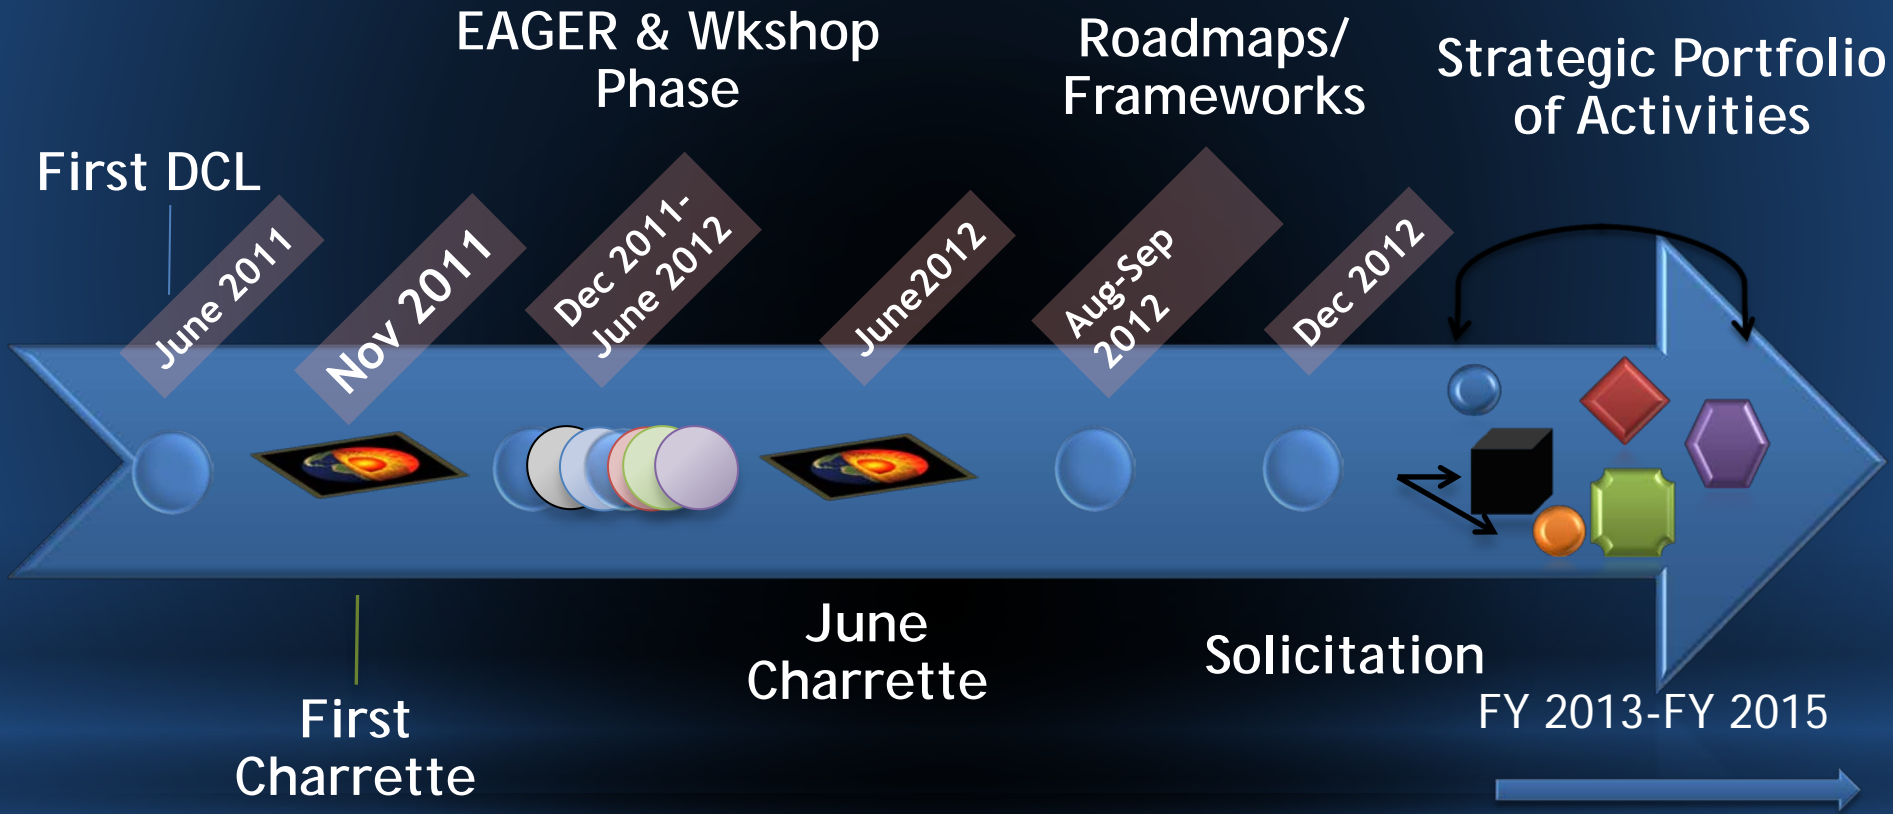 EAGER & Wkshop
Phase
Roadmaps/
Frameworks
Strategic Portfolio
of Activities
First DCL
June 2011
Nov 2011
Dec 2011-
June 2012
June2012
Aug-Sep
2012
Dec 2012
June
Charrette
Solicitation
First
Charrette
FY 2013-FY 2015